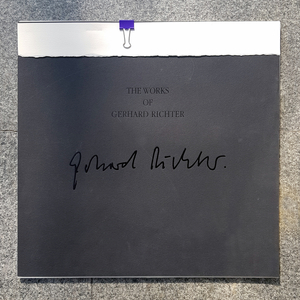 THE WORKS
OF
GERHARD RICHTER
Gerhard Richter.